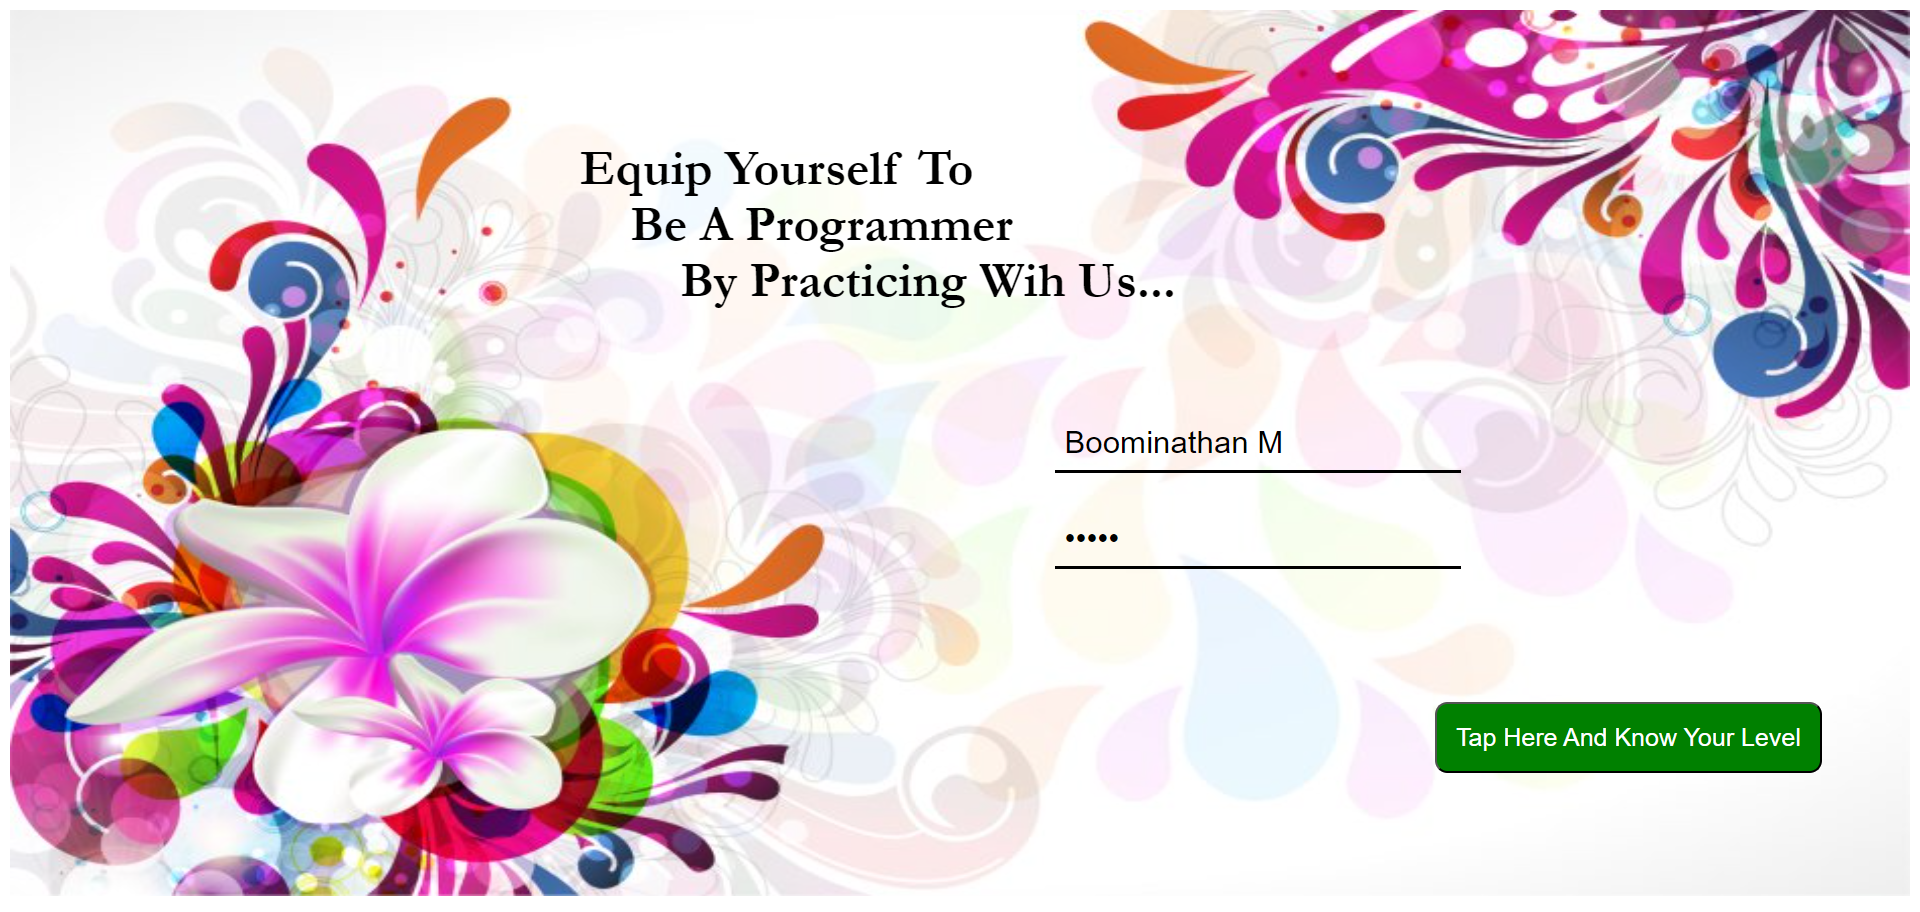 Equip Yourself To
Be A Programmer
By Practicing Wih Us...
Boominathan M
•••••
Tap Here And Know Your Level